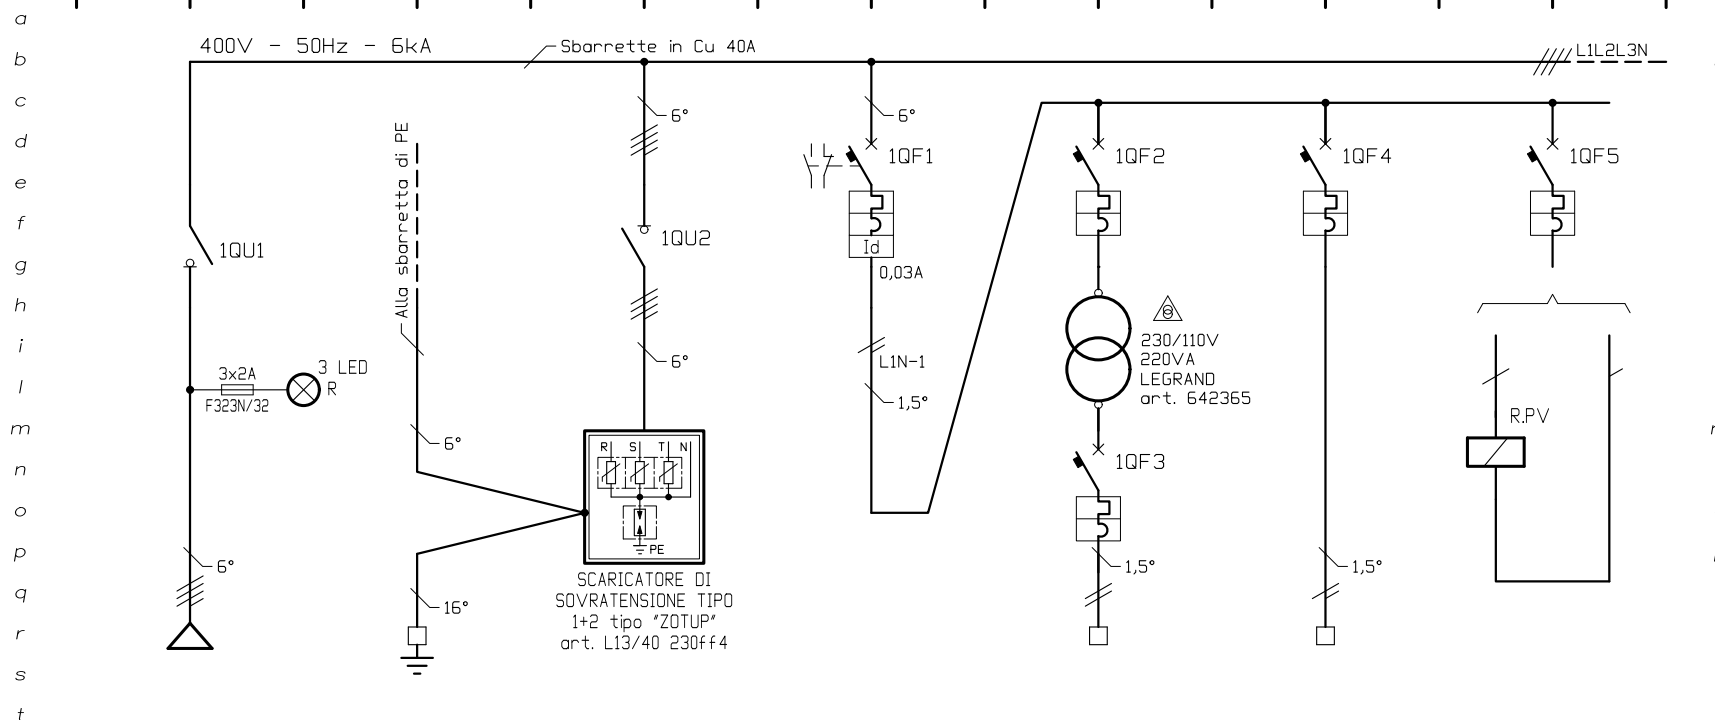 a
b
c
d
e
f
g
h
i
l
m
n
o
p
q
r
s
t
400V - 50Hz - 6kA
Sbarrette in Cu 40A
L1L2L3N
6°
6°
Alla sbarretta di PE
1QF1
1QF2
1QF4
1QF5
1QU1
1QU2
Id
0,03A
L1N-1
1,5°
6°
3x2A
F323N/32
3 LED
R
230/110V
220VA
LEGRAND
art. 642365
R.PV
6°
R S T N
PE
1QF3
6°
16°
SCARICATORE DI
SOVRATENSIONE TIPO
1+2 tipo "ZOTUP"
art. L13/40 230ff4
1,5°
1,5°